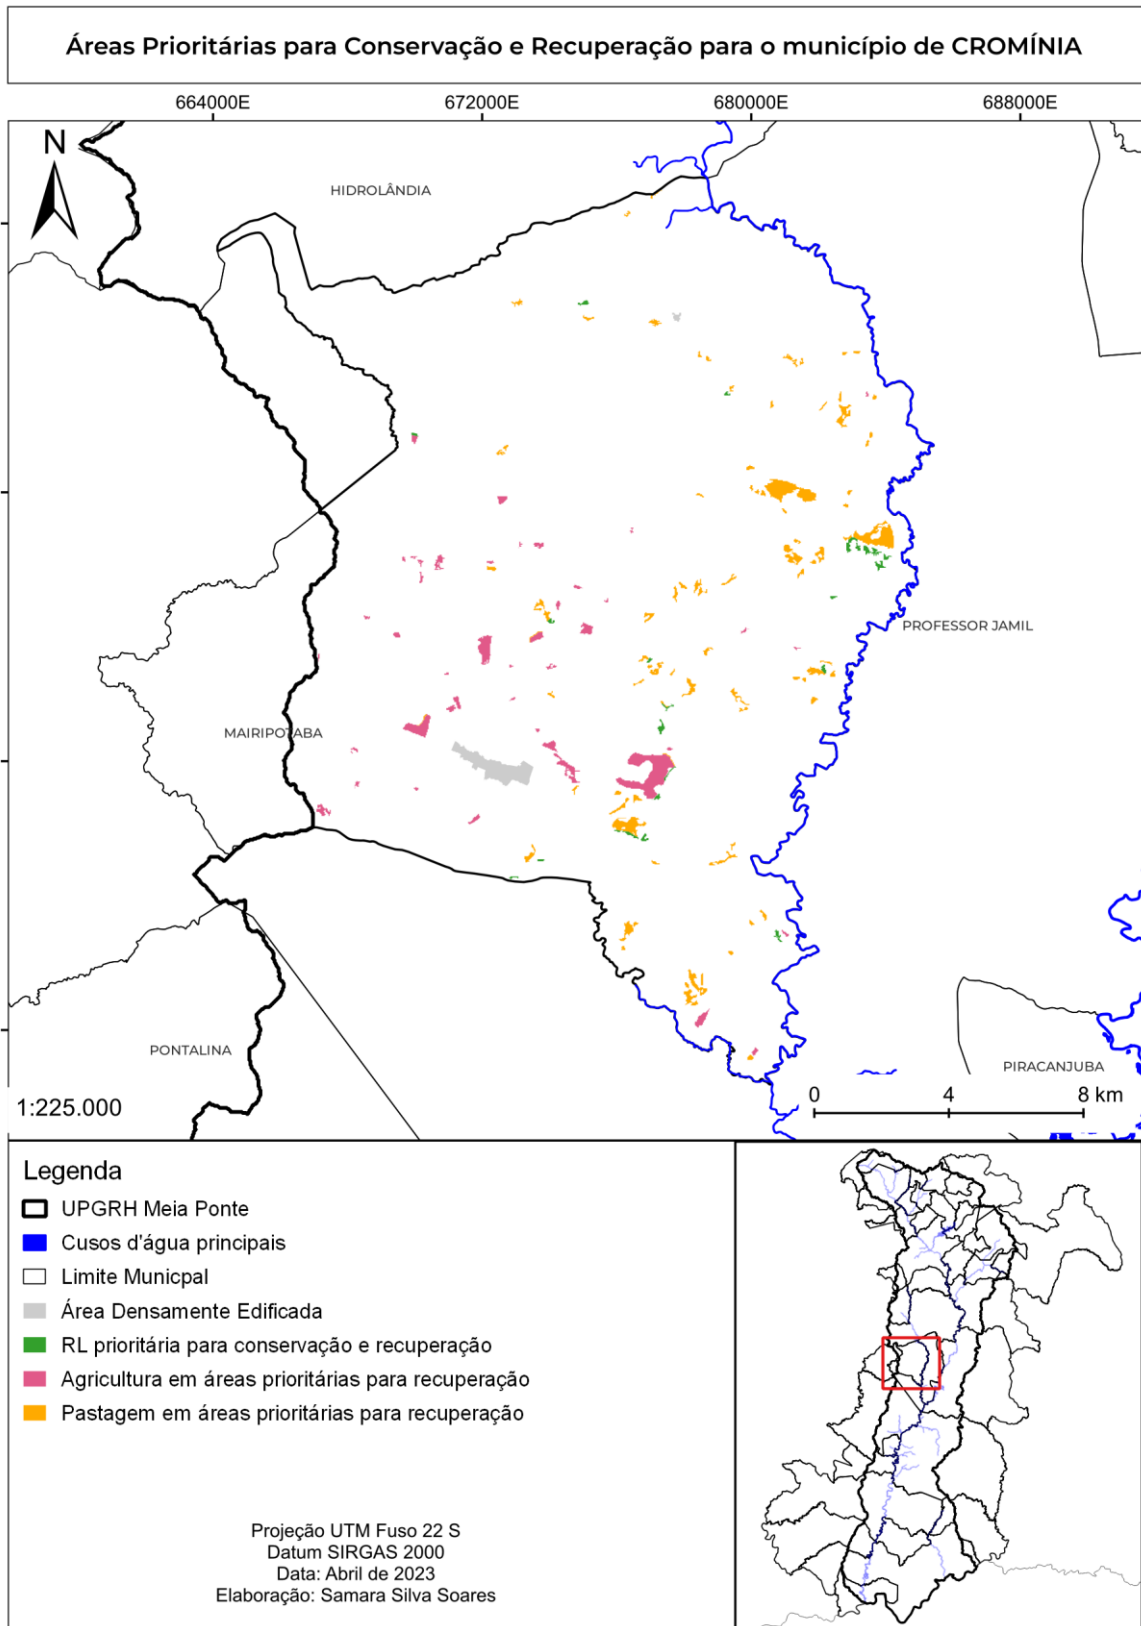 Áreas Prioritárias para Conservação e Recuperação para o município de CROMÍNIA
664000E 672000E 680000E 688000E
N
HIDROLÂNDIA
PROFESSOR JAMIL
MAIRIPOTABA
PONTALINA
PIRACANJUBA
1:225.000
0 4 8 km
Legenda
UPGRH Meia Ponte
Cusos d'água principais
Limite Municpal
Área Densamente Edificada
RL prioritária para conservação e recuperação
Agricultura em áreas prioritárias para recuperação
Pastagem em áreas prioritárias para recuperação
Projeção UTM Fuso 22 S
Datum SIRGAS 2000
Data: Abril de 2023
Elaboração: Samara Silva Soares